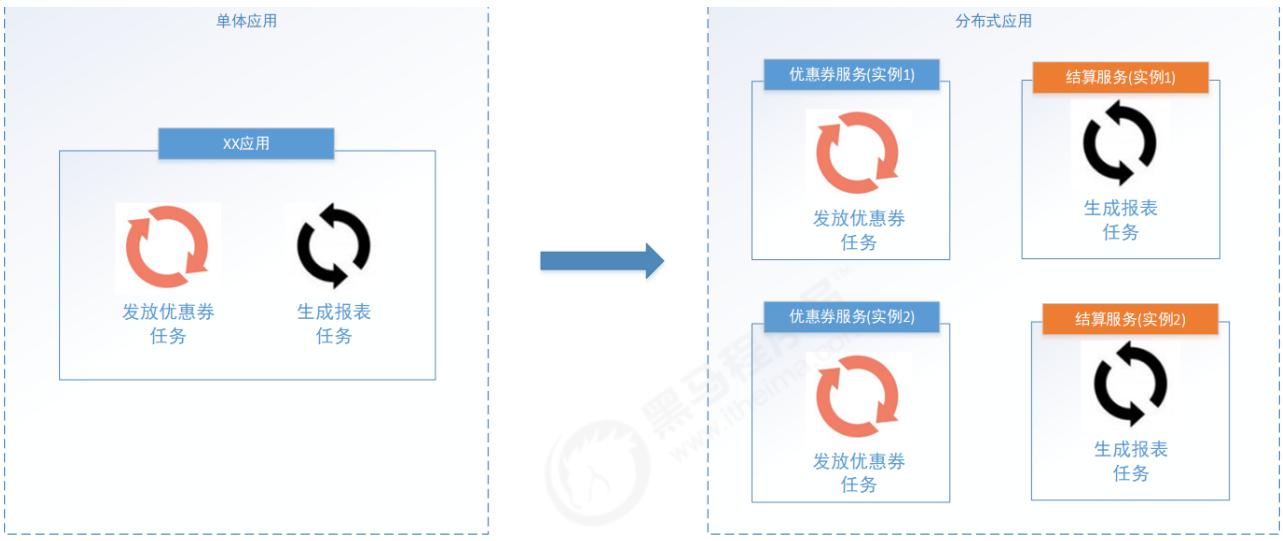 单体应用
XX应用
发放优惠券
任务
生成报表
任务
分布式应用
优惠券服务(实例1)
发放优惠券
任务
结算服务(实例1)
生成报表
任务
优惠券服务(实例2)
发放优惠券
任务
结算服务(实例2)
生成报表
任务
黑马程序员™
www.itheima.com